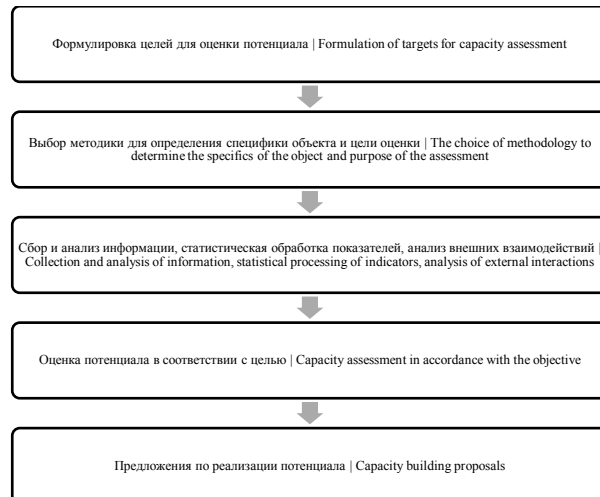 Формулировка целей для оценки потенциала | Formulation of targets for capacity assessment
Выбор методики для определения специфики объекта и цели оценки | The choice of methodology to
determine the specifics of the object and purpose of the assessment
Сбор и анализ информации, статистическая обработка показателей, анализ внешних взаимодействий |
Collection and analysis of information, statistical processing of indicators, analysis of external interactions
Оценка потенциала в соответствии с целью | Capacity assessment in accordance with the objective
Предложения по реализации потенциала | Capacity building proposals